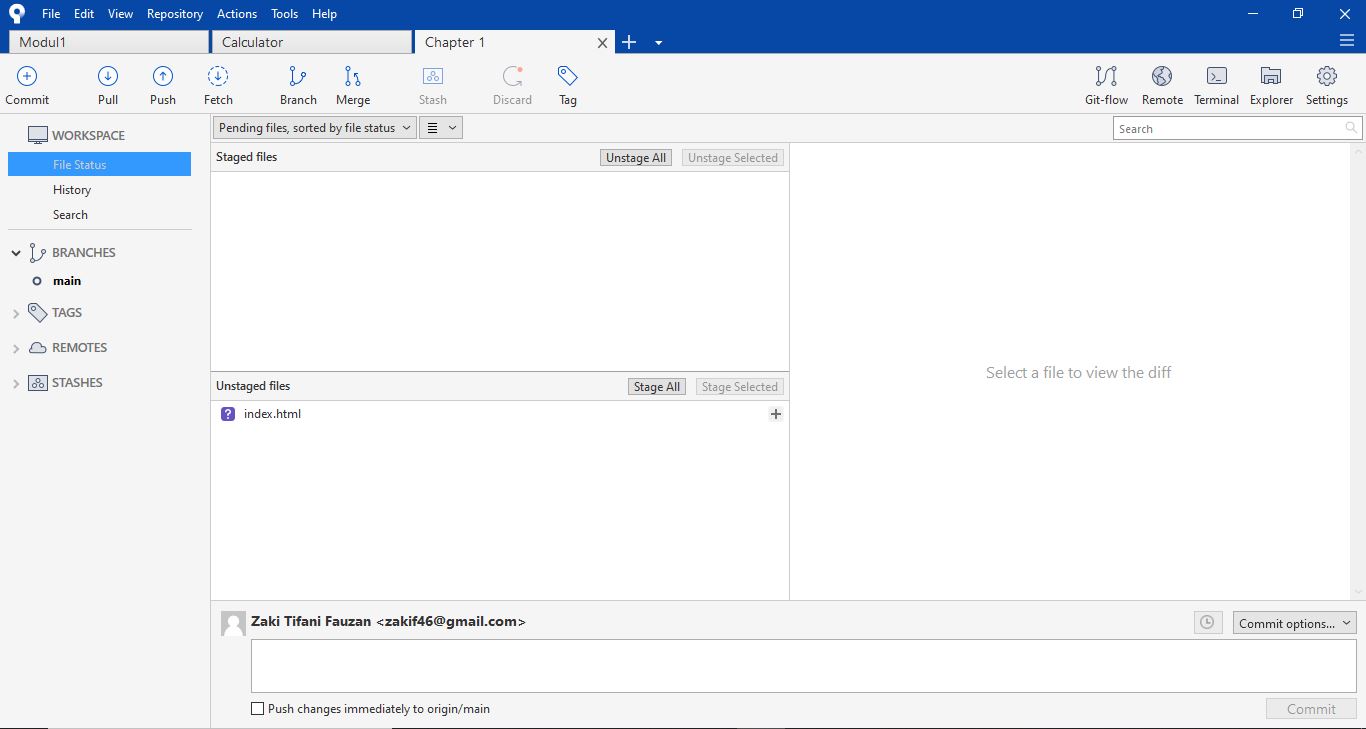 File Edit View Repository Actions Tools Help
Modul1 Calculator Chapter 1
Commit Pull Push Fetch Branch Merge Stash Discard Tag Git-flow Remote Terminal Explorer Settings
WORKSPACE
File Status
History
Search
BRANCHES
main
TAGS
REMOTES
STASHES
Pending files, sorted by file status
Search
Staged files Unstage All Unstage Selected
Unstaged files Stage All Stage Selected
? index.html
Select a file to view the diff
Zaki Tifani Fauzan <zakif46@gmail.com>
Commit options...
Push changes immediately to origin/main
Commit